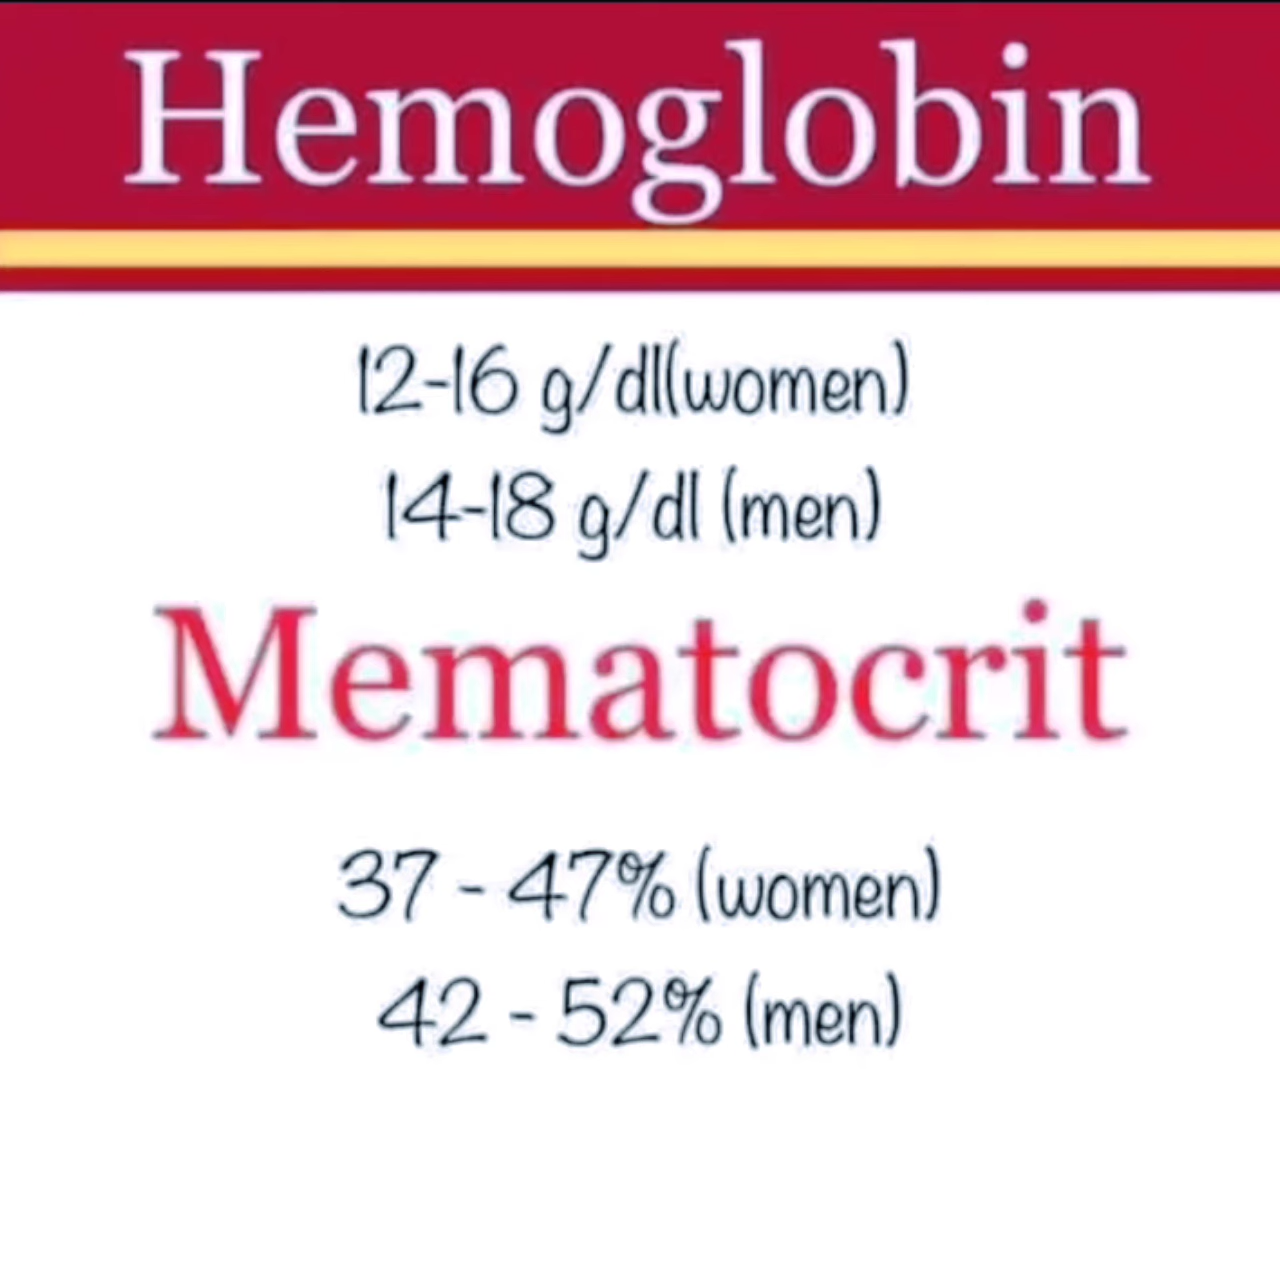 Hemoglobin
12-16 g/dl(women)
14-18 g/dl (men)
Mematocrit
37 - 47% (women)
42 - 52% (men)